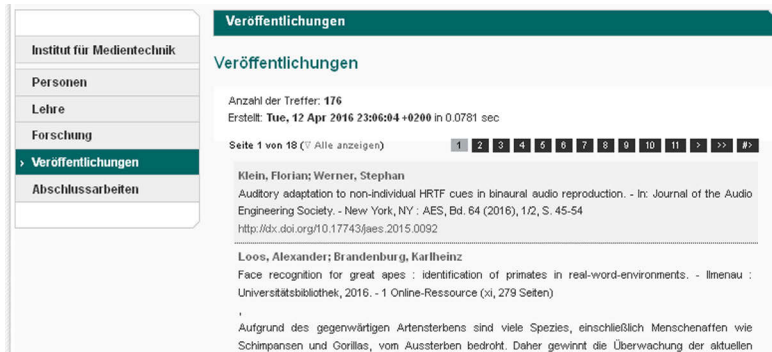 Veröffentlichungen
Institut für Medientechnik
Personen
Lehre
Forschung
› Veröffentlichungen
Abschlussarbeiten
Veröffentlichungen
Anzahl der Treffer: 176
Erstellt: Tue, 12 Apr 2016 23:06:04 +0200 in 0.0781 sec
Seite 1 von 18 (▽ Alle anzeigen) 1 2 3 4 5 6 7 8 9 10 11 > >> #>
Klein, Florian; Werner, Stephan
Auditory adaptation to non-individual HRTF cues in binaural audio reproduction. - In: Journal of the Audio
Engineering Society. - New York, NY : AES, Bd. 64 (2016), 1/2, S. 45-54
http://dx.doi.org/10.17743/jaes.2015.0092
Loos, Alexander; Brandenburg, Karlheinz
Face recognition for great apes : identification of primates in real-word-environments. - Ilmenau :
Universitätsbibliothek, 2016. - 1 Online-Ressource (xi, 279 Seiten)
,
Aufgrund des gegenwärtigen Artensterbens sind viele Spezies, einschließlich Menschenaffen wie
Schimpansen und Gorillas, vom Aussterben bedroht. Daher gewinnt die Überwachung der aktuellen